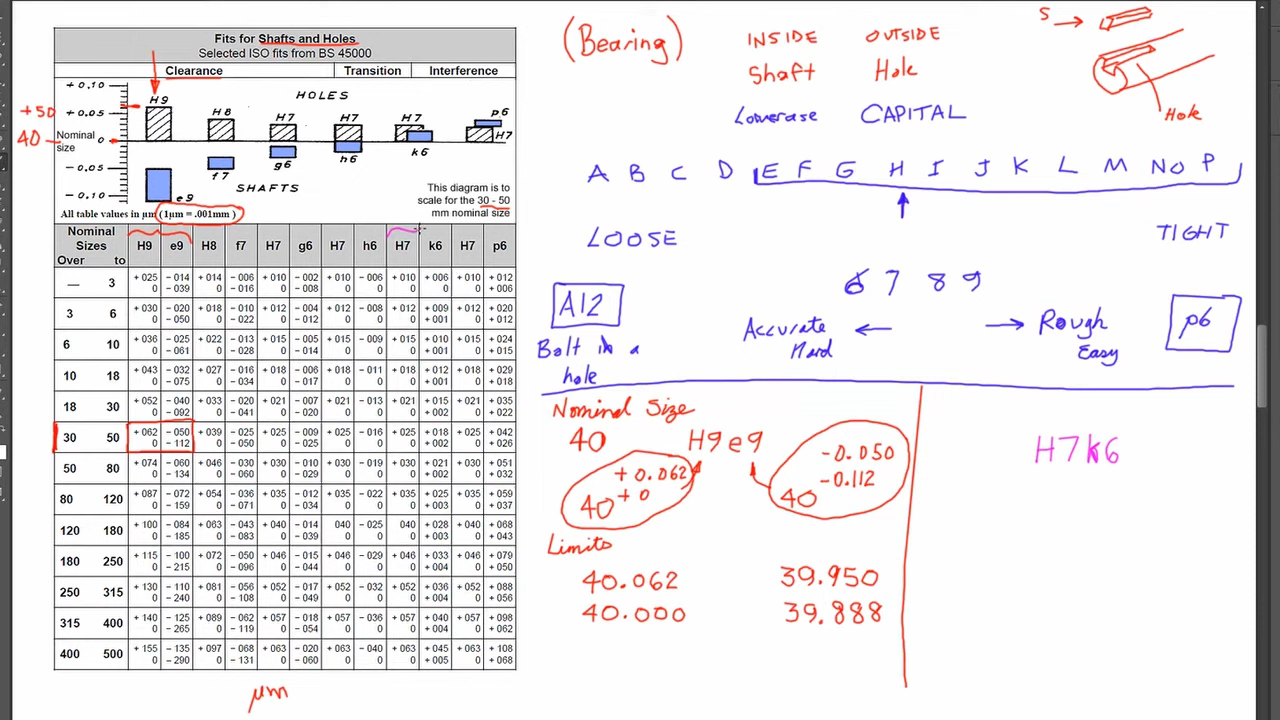 Fits for Shafts and Holes
Selected ISO fits from BS 45000
Clearance Transition Interference
+ 0.10
+ 0.05
Nominal size 0
- 0.05
- 0.10
+50
40
HOLES
H9 H8 H7 H7 H7 p6
H7
e9 f7 g6 h6 k6
SHAFTS
This diagram is to
scale for the 30 - 50
mm nominal size
All table values in µm (1µm = .001mm )
Nominal Sizes H9 e9 H8 f7 H7 g6 H7 h6 H7 k6 H7 p6
Over to
— 3 + 025 - 014 + 014 - 006 + 010 - 002 + 010 - 006 + 010 + 006 + 010 + 012
0 - 039 0 - 016 0 - 008 0 0 0 0 0 + 006
3 6 + 030 - 020 + 018 - 010 + 012 - 004 + 012 - 008 + 012 + 009 + 012 + 020
0 - 050 0 - 022 0 - 012 0 0 0 + 001 0 + 012
6 10 + 036 - 025 + 022 - 013 + 015 - 005 + 015 - 006 + 015 + 010 + 015 + 024
0 - 061 0 - 028 0 - 014 0 0 0 + 001 0 + 015
10 18 + 043 - 032 + 027 - 016 + 018 - 006 + 018 - 011 + 018 + 012 + 018 + 029
0 - 075 0 - 034 0 - 017 0 0 0 + 001 0 + 018
18 30 + 052 - 040 + 033 - 020 + 021 - 007 + 021 - 013 + 021 + 015 + 021 + 035
0 - 092 0 - 041 0 - 020 0 0 0 + 002 0 + 022
30 50 + 062 - 050 + 039 - 025 + 025 - 009 + 025 - 016 + 025 + 018 + 025 + 042
0 - 112 0 - 050 0 - 025 0 0 0 + 002 0 + 026
50 80 + 074 - 060 + 046 - 030 + 030 - 010 + 030 - 019 + 030 + 021 + 030 + 051
0 - 134 0 - 060 0 - 029 0 0 0 + 002 0 + 032
80 120 + 087 - 072 + 054 - 036 + 035 - 012 + 035 - 022 + 035 + 025 + 035 + 059
0 - 159 0 - 071 0 - 034 0 0 0 + 003 0 + 037
120 180 + 100 - 084 + 063 - 043 + 040 - 014 040 - 025 040 + 028 + 040 + 068
0 - 185 0 - 083 0 - 039 0 0 0 + 003 0 + 043
180 250 + 115 - 100 + 072 - 050 + 046 - 015 + 046 - 029 + 046 + 033 + 046 + 079
0 - 215 0 - 096 0 - 044 0 0 0 + 004 0 + 050
250 315 + 130 - 110 + 081 - 056 + 052 - 017 + 052 - 032 + 052 + 036 + 052 + 088
0 - 240 0 - 108 0 - 049 0 0 0 + 004 0 + 056
315 400 + 140 - 125 + 089 - 062 + 057 - 018 + 057 - 036 + 057 + 040 + 057 + 098
0 - 265 0 - 119 0 - 054 0 0 0 + 004 0 + 062
400 500 + 155 - 135 + 097 - 068 + 063 - 020 + 063 - 040 + 063 + 045 + 063 + 108
0 - 290 0 - 131 0 - 060 0 0 0 + 005 0 + 068
µm
(Bearing)
INSIDE OUTSIDE
Shaft Hole
Lowerase CAPITAL
S
Hole
A B C D E F G H I J K L M N O P
LOOSE TIGHT
6 7 8 9
A12
Bolt in a
hole
Accurate
Hard
Rough
Easy
p6
Nominal Size
40 H9 e9
40 +0.062
+0
40 -0.050
-0.112
Limits
40.062 39.950
40.000 39.888
H7k6